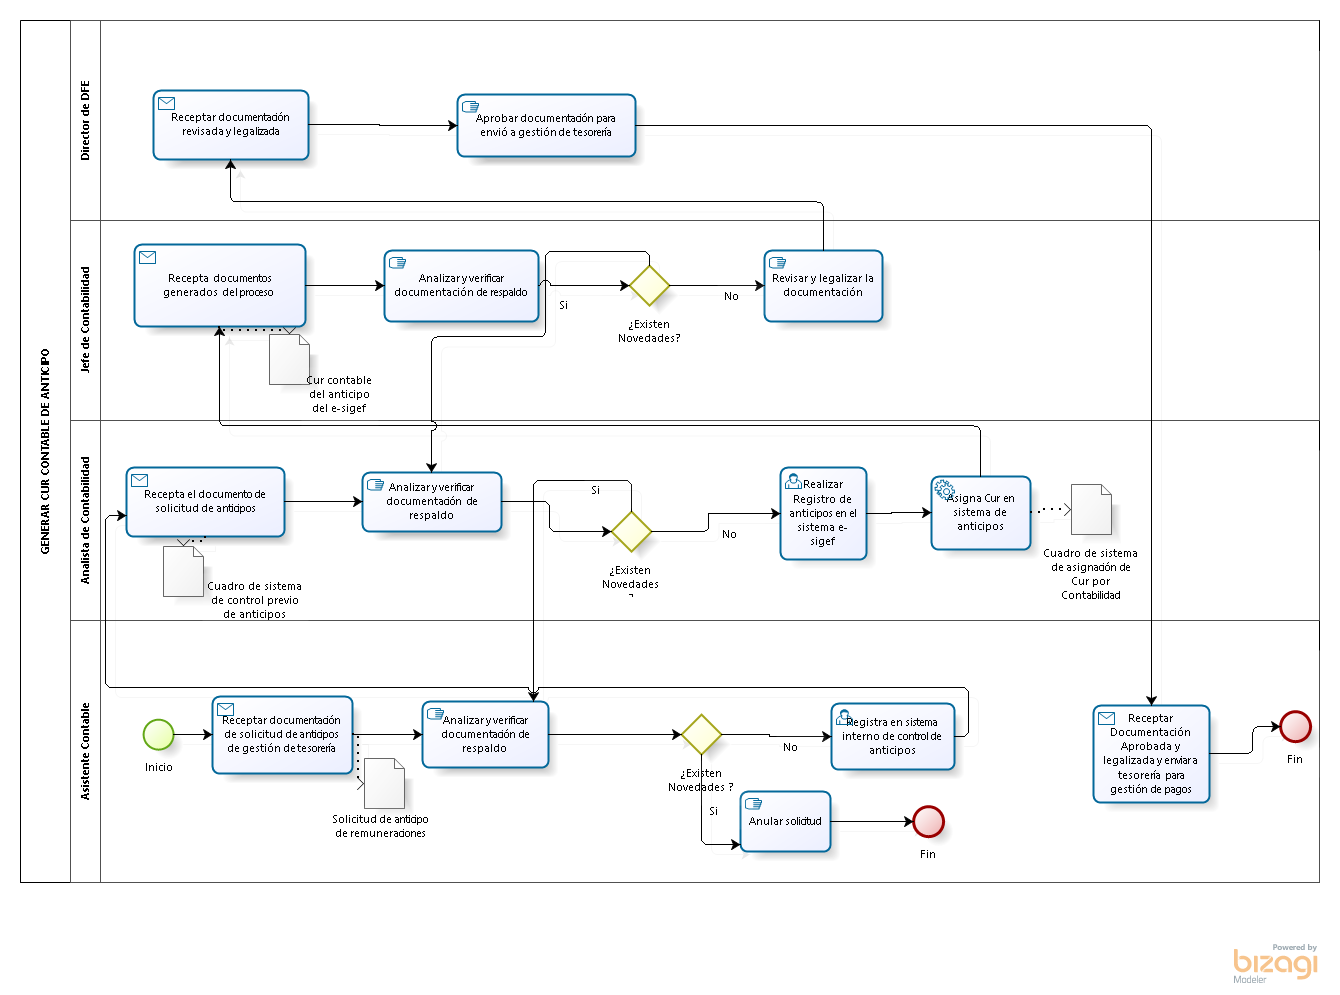 GENERAR CUR CONTABLE DE ANTICIPO
Director de DFE
Receptar documentación
revisada y legalizada
Aprobar documentación para
envió a gestión de tesorería
Jefe de Contabilidad
Recepta documentos
generados del proceso
Analizar y verificar
documentación de respaldo
Si
¿Existen
Novedades?
No
Revisar y legalizar la
documentación
Cur contable
del anticipo
del e-sigef
Analista de Contabilidad
Recepta el documento de
solicitud de anticipos
Analizar y verificar
documentación de
respaldo
Si
¿Existen
Novedades
No
Realizar
Registro de
anticipos en el
sistema e-
sigef
Asigna Cur en
sistema de
anticipos
Cuadro de sistema
de asignación de
Cur por
Contabilidad
Cuadro de sistema
de control previo
de anticipos
Asistente Contable
Inicio
Receptar documentación
de solicitud de anticipos
de gestión de tesorería
Solicitud de anticipo
de remuneraciones
Analizar y verificar
documentación de
respaldo
¿Existen
Novedades ?
No
Si
Registra en sistema
interno de control de
anticipos
Anular solicitud
Fin
Receptar
Documentación
Aprobada y
legalizada y enviar a
tesorería para
gestión de pagos
Fin
Powered by
bizagi
Modeler